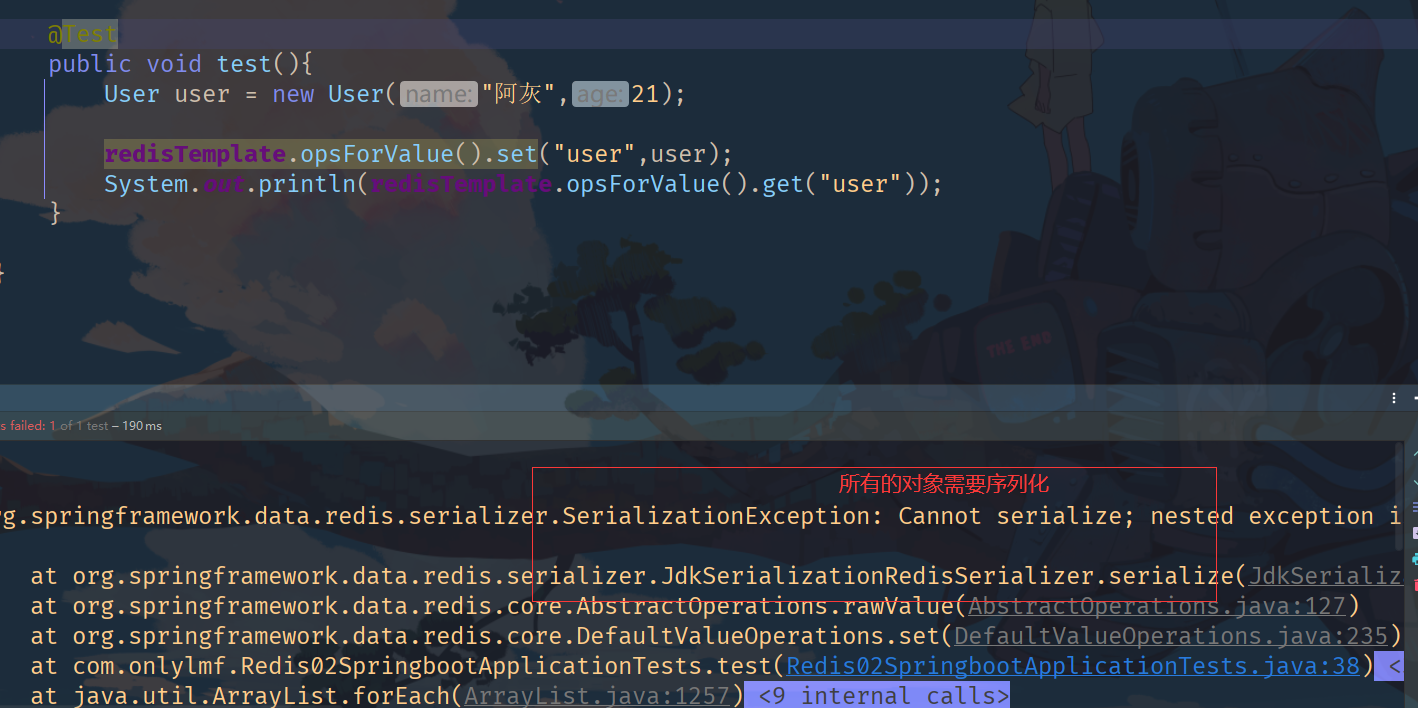 @Test
public void test(){
User user = new User( name: "阿灰", age: 21);
redisTemplate.opsForValue().set("user",user);
System.out.println(redisTemplate.opsForValue().get("user"));
}
}
s failed: 1 of 1 test – 190 ms
所有的对象需要序列化
rg.springframework.data.redis.serializer.SerializationException: Cannot serialize; nested exception i
at org.springframework.data.redis.serializer.JdkSerializationRedisSerializer.serialize(JdkSerializ
at org.springframework.data.redis.core.AbstractOperations.rawValue(AbstractOperations.java:127)
at org.springframework.data.redis.core.DefaultValueOperations.set(DefaultValueOperations.java:235)
at com.onlylmf.Redis02SpringbootApplicationTests.test(Redis02SpringbootApplicationTests.java:38) <
at java.util.ArrayList.forEach(ArrayList.java:1257) <9 internal calls>